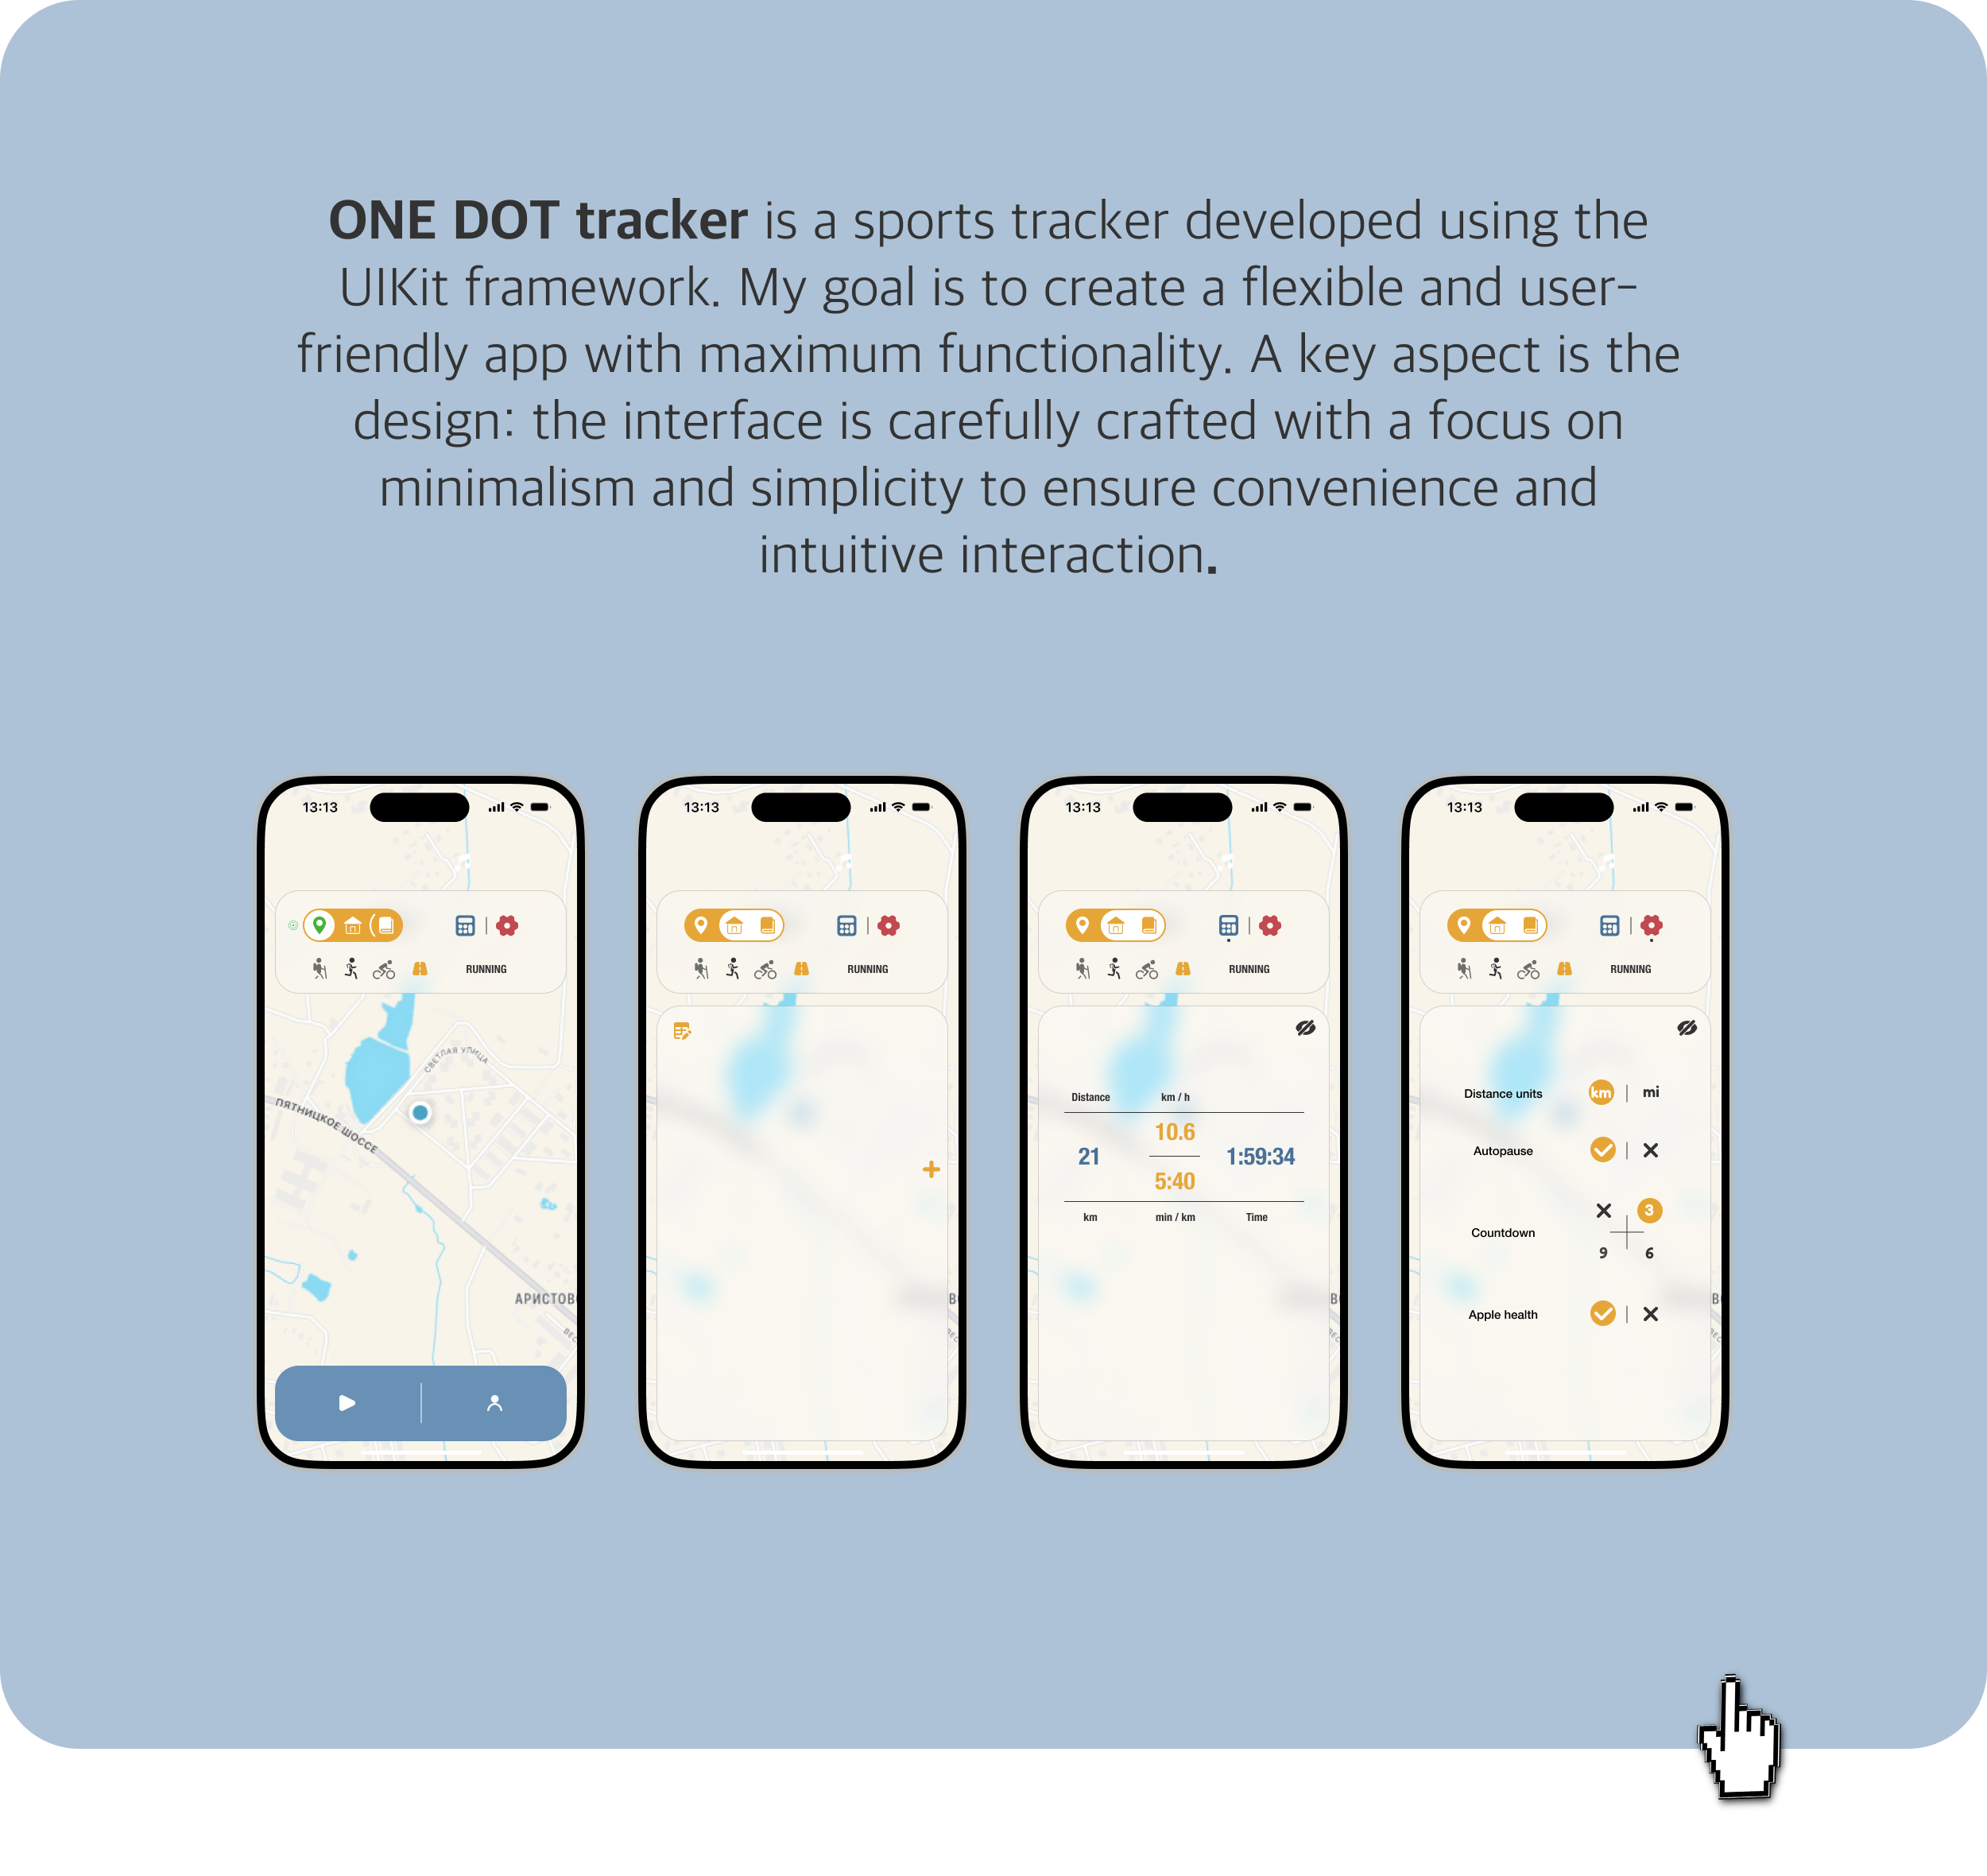 ONE DOT tracker is a sports tracker developed using the
UIKit framework. My goal is to create a flexible and user-
friendly app with maximum functionality. A key aspect is the
design: the interface is carefully crafted with a focus on
minimalism and simplicity to ensure convenience and
intuitive interaction.
13:13
RUNNING
СВЕТЛАЯ УЛИЦА
ПЯТНИЦКОЕ ШОССЕ
АРИСТОВ
ВЕС
13:13
RUNNING
В
13:13
RUNNING
Distance km / h
10.6
21 1:59:34
5:40
km min / km Time
В
13:13
RUNNING
Distance units km | mi
Autopause
3
Countdown
9 6
Apple health
В